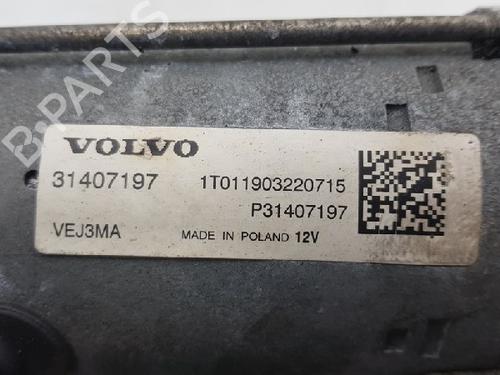 B-PARTS
VOLVO
31407197 1T011903220715
P31407197
VEJ3MA MADE IN POLAND 12V